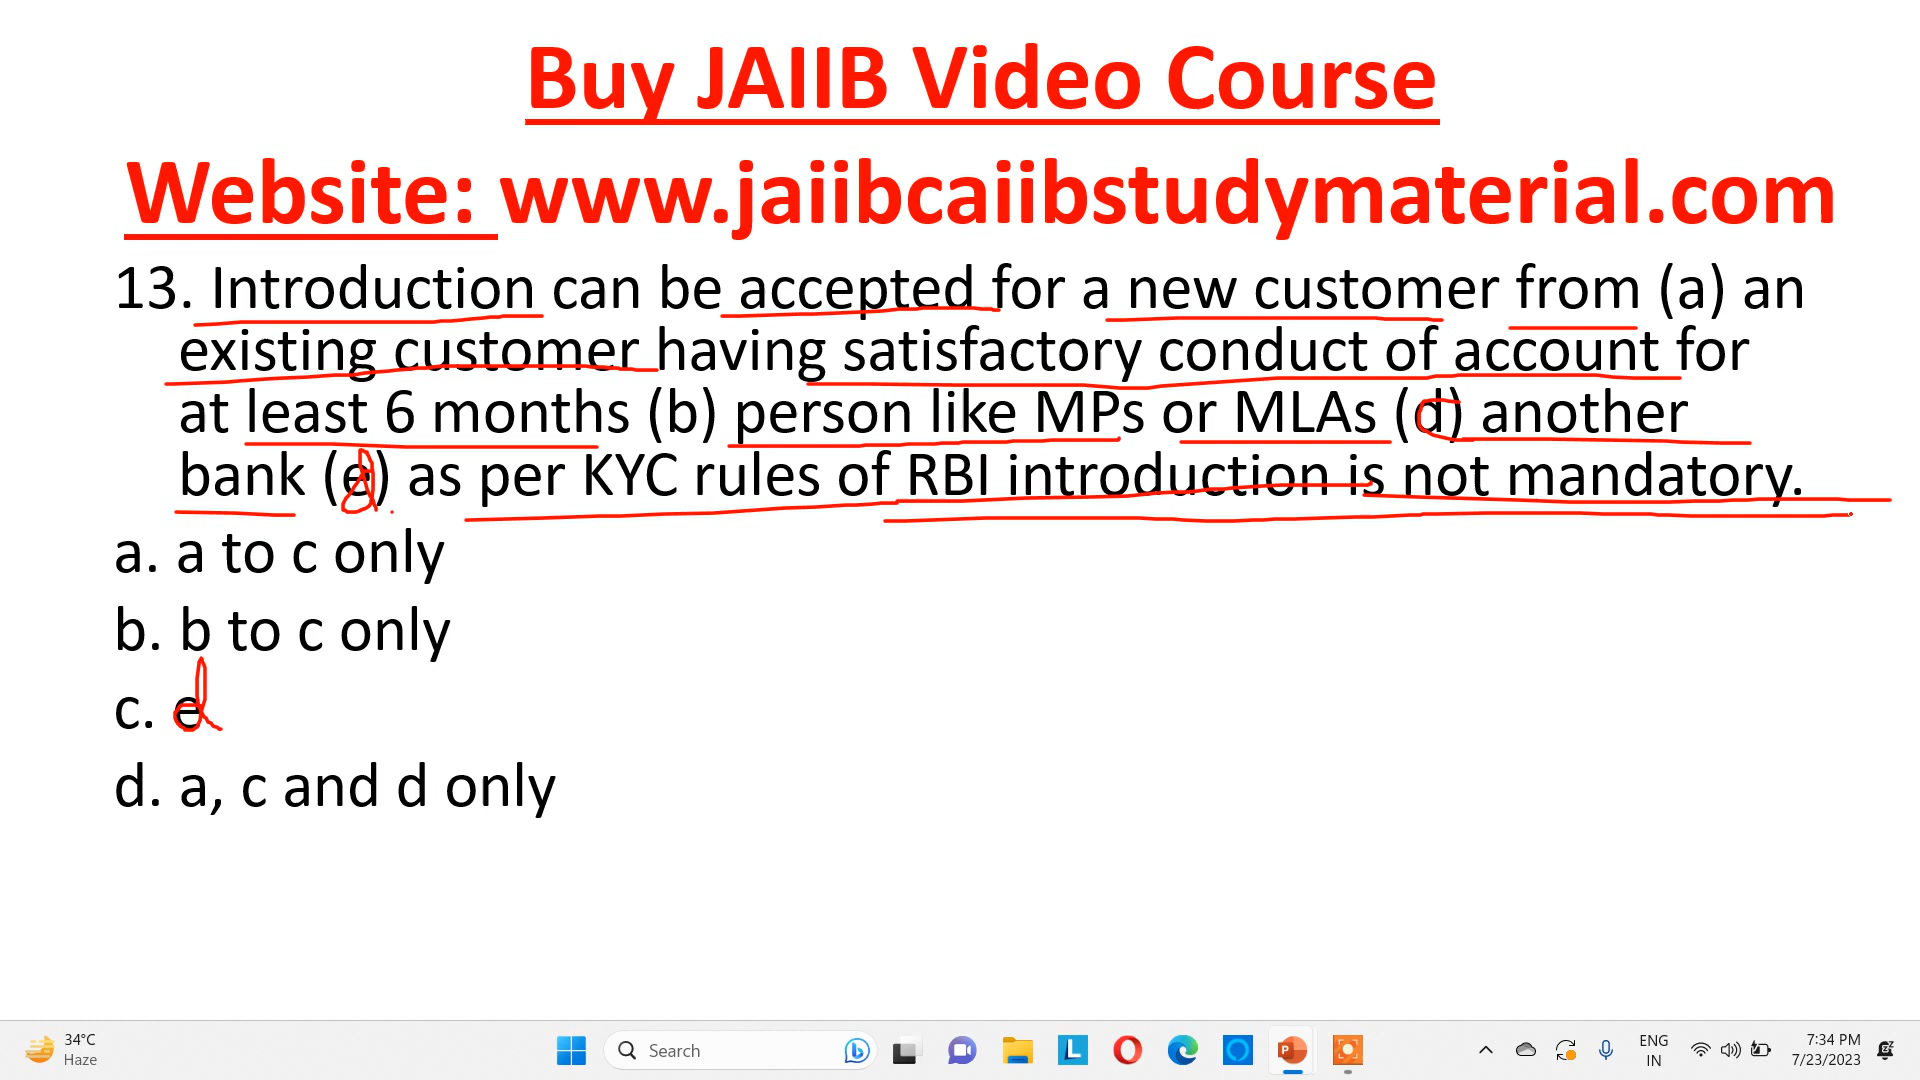 Buy JAIIB Video Course
Website: www.jaiibcaiibstudymaterial.com
13. Introduction can be accepted for a new customer from (a) an
existing customer having satisfactory conduct of account for
at least 6 months (b) person like MPs or MLAs (d) another
bank (e) as per KYC rules of RBI introduction is not mandatory.
a. a to c only
b. b to c only
c. e
d. a, c and d only
34°C
Haze
Search
ENG
IN
7:34 PM
7/23/2023